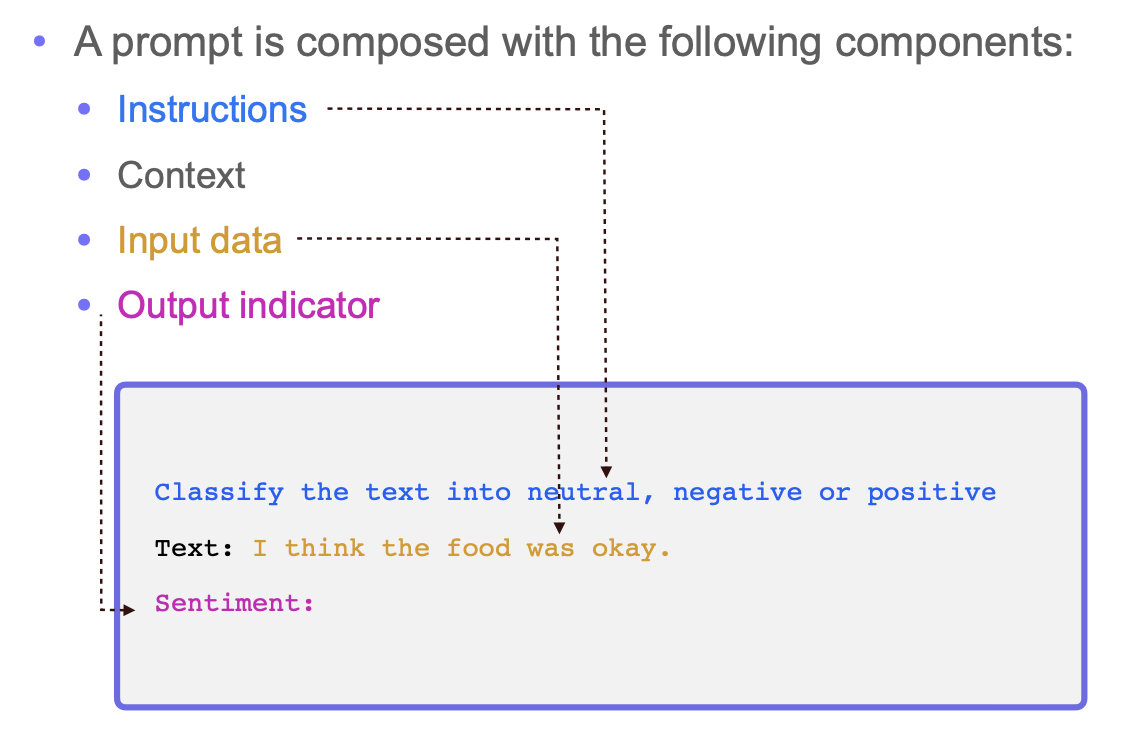 • A prompt is composed with the following components:
• Instructions
• Context
• Input data
• Output indicator
Classify the text into neutral, negative or positive
Text: I think the food was okay.
Sentiment: